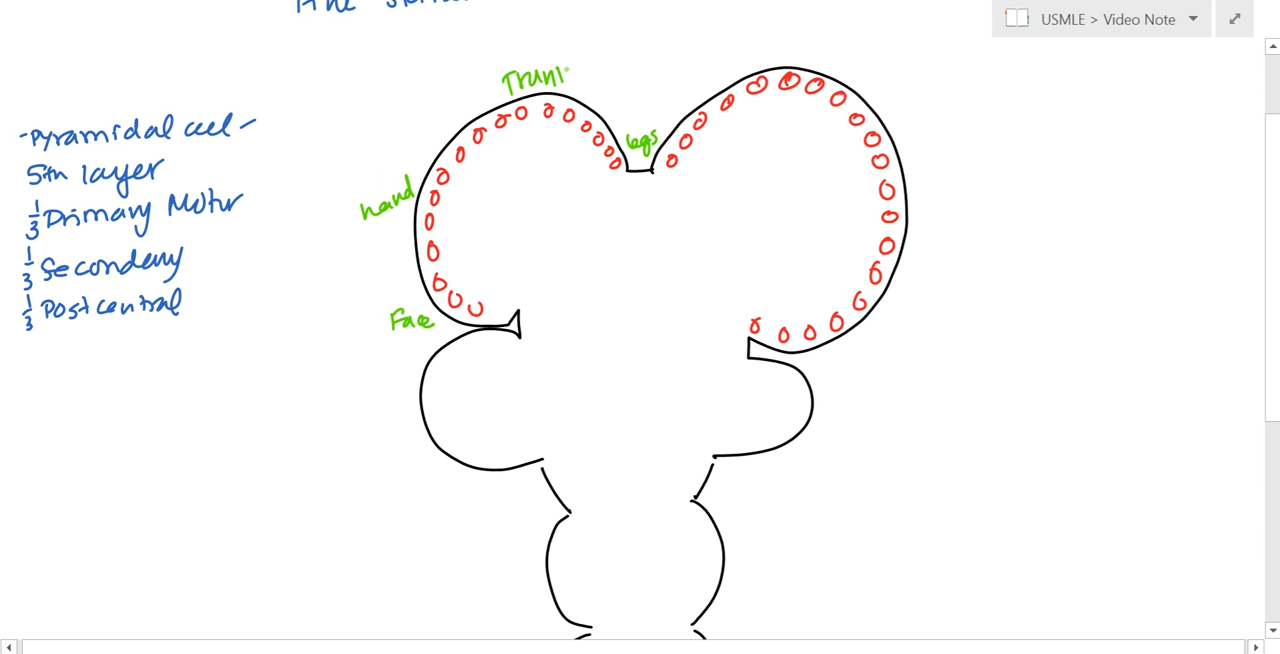 USMLE > Video Note
Trun
legs
hand
Face
-Pyramidal cell-
5th layer
1/3 Primary Motor
1/3 Secondary
1/3 Postcentral